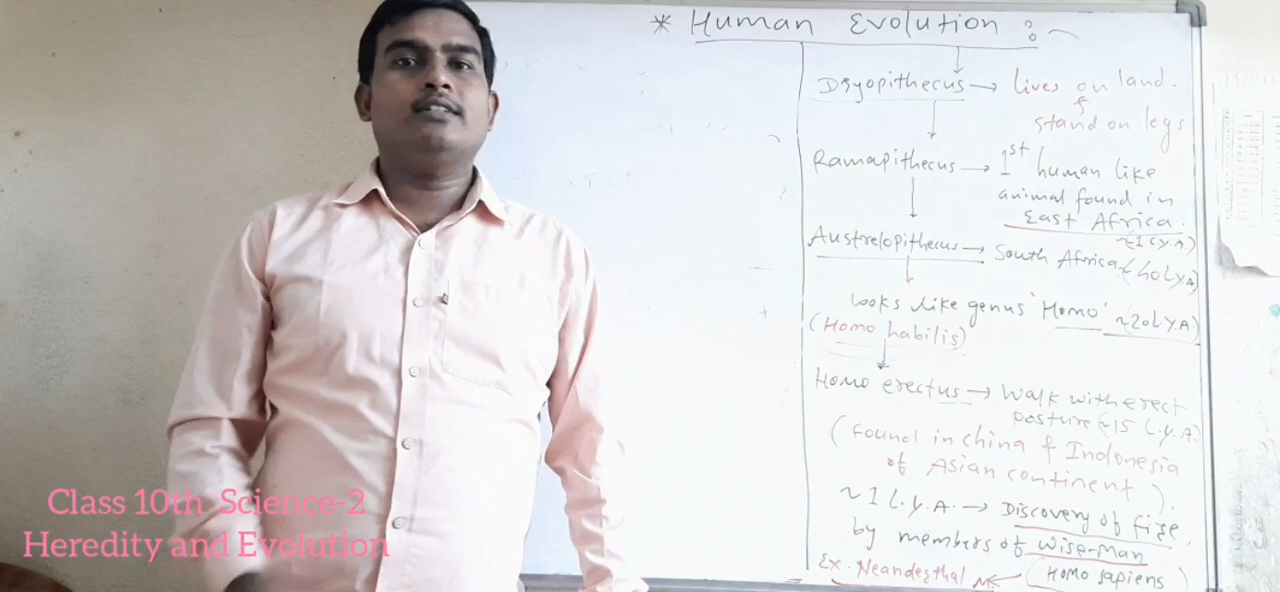 * Human Evolution :~
Dryopithecus → lives on land.
& stand on legs.
Ramapithecus → 1st human like
animal found in
East Africa.
Australopithecus → South Africa (40 L.Y.A)
looks like genus 'Homo' ~20 L.Y.A)
(Homo habilis)
Homo erectus → Walk with erect
posture (~15 L.Y.A.)
(Found in china & Indonesia
of Asian continent).
~1 L.Y.A. → Discovery of fire
by members of wise-man
Ex. Neanderthal (Homo sapiens)
Class 10th Science-2
Heredity and Evolution